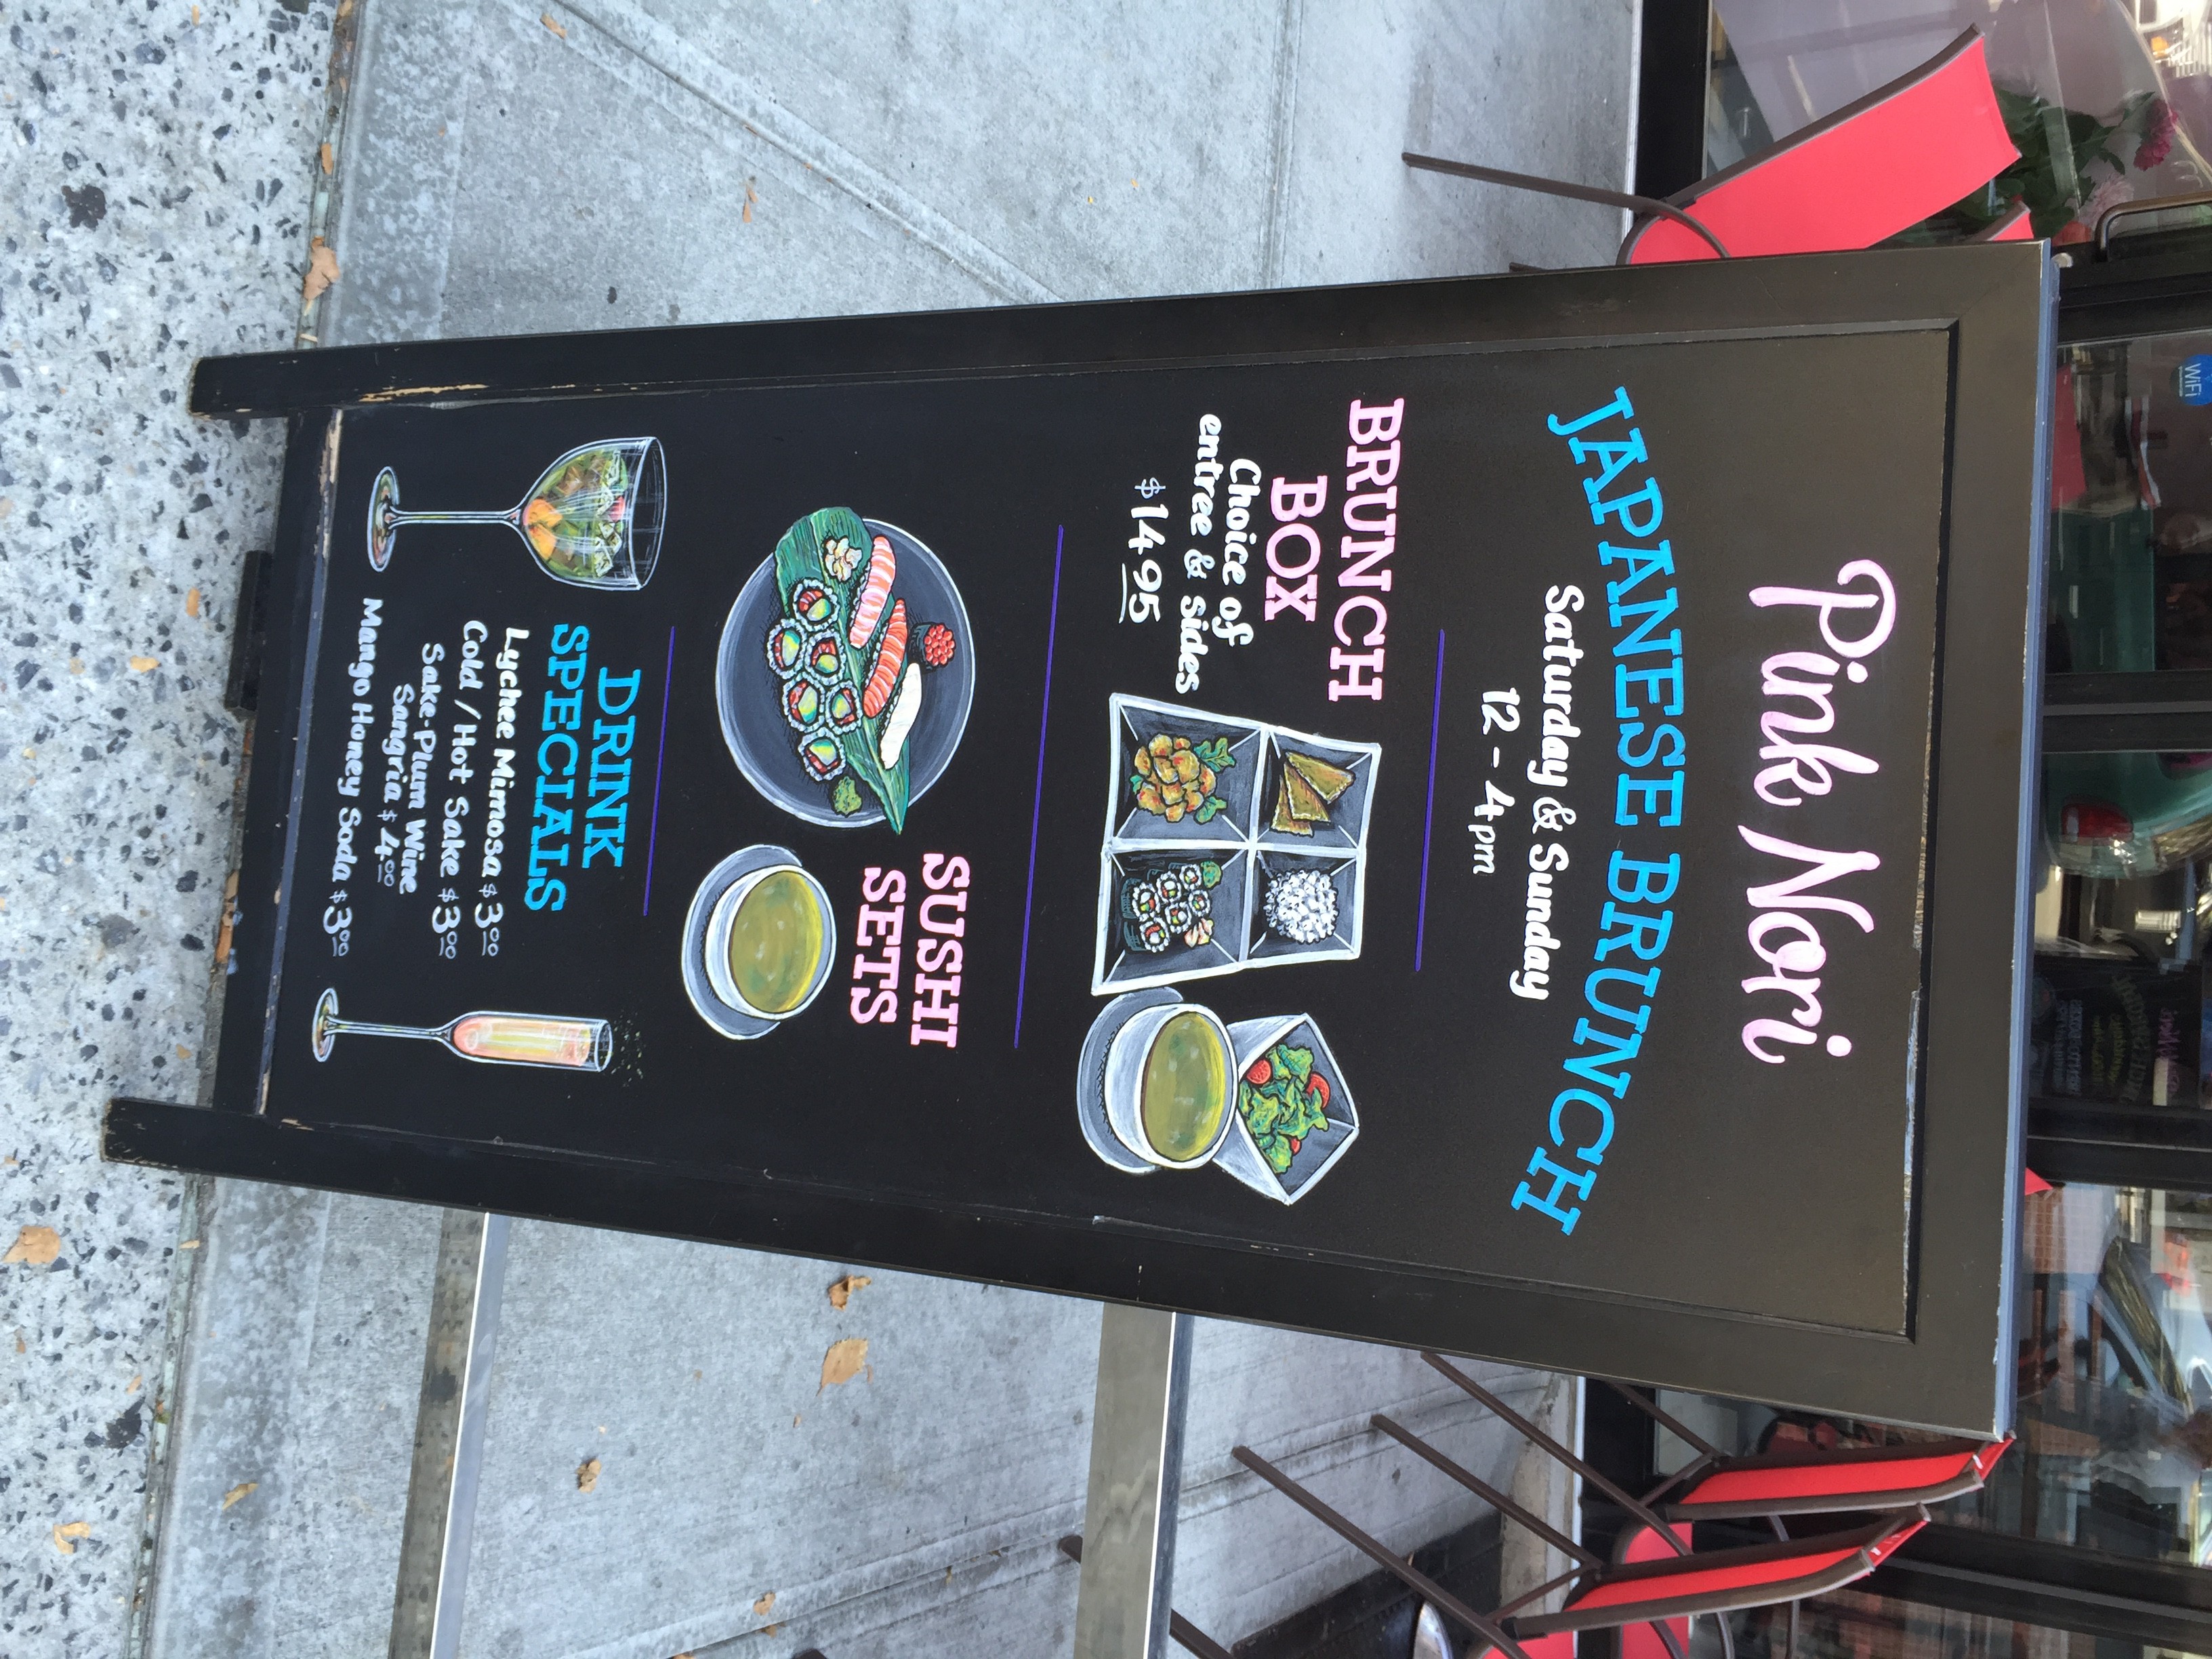 Pink Nori
JAPANESE BRUNCH
Saturday & Sunday
12 - 4pm
BRUNCH
BOX
Choice of
entree & sides
$14.95
SUSHI
SETS
DRINK
SPECIALS
Lychee Mimosa $3.00
Cold / Hot Sake $3.00
Sake-Plum Wine
Sangria $4.00
Mango Honey Soda $3.00
WiFi